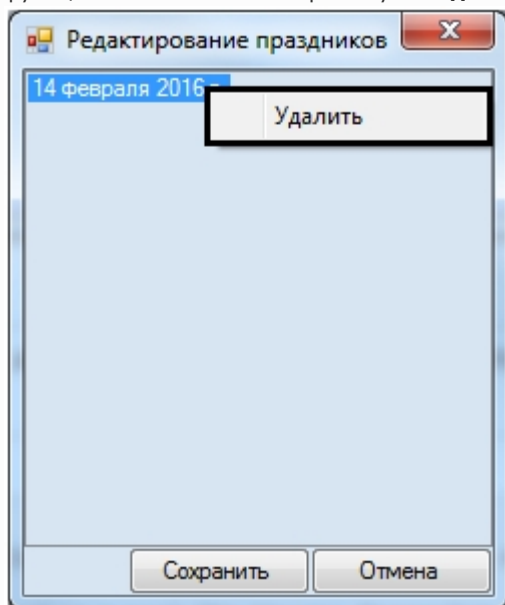 Редактирование праздников
14 февраля 2016
Удалить
Сохранить
Отмена